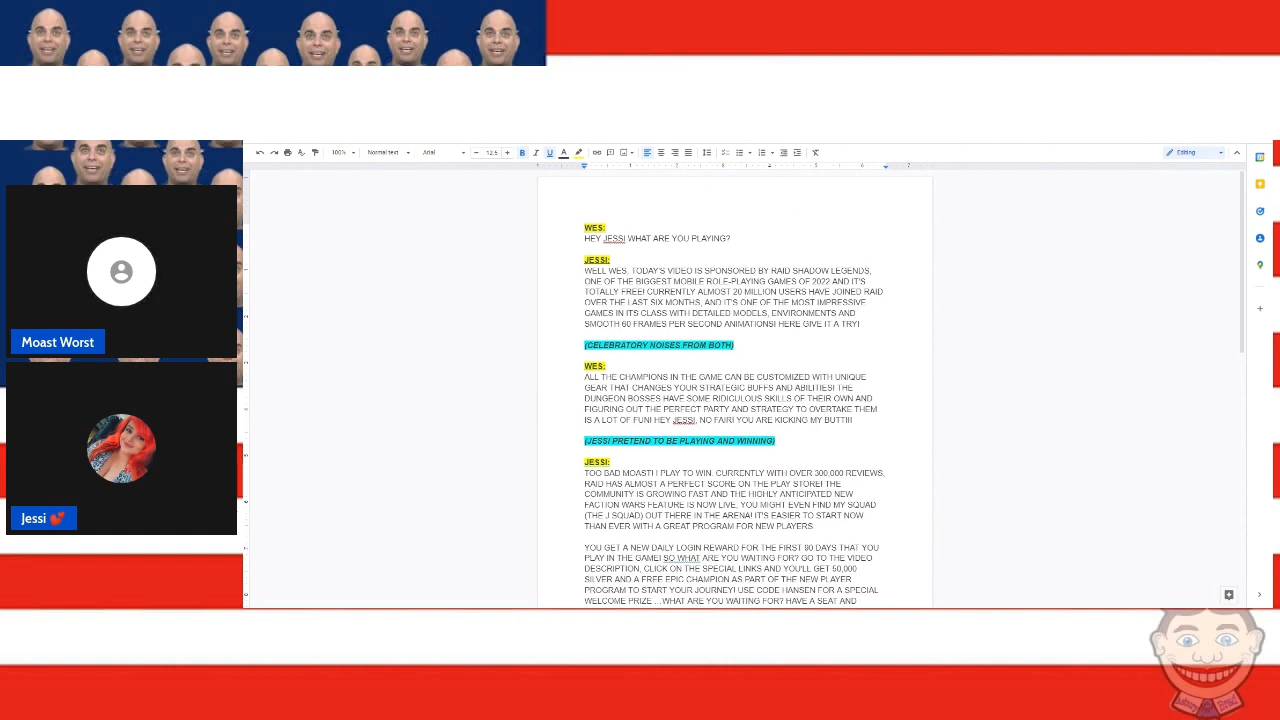 100%
Normal text
Arial
12.5
B
I
U
A
Editing
WES:
HEY JESSI WHAT ARE YOU PLAYING?
JESSI:
WELL WES, TODAY'S VIDEO IS SPONSORED BY RAID SHADOW LEGENDS,
ONE OF THE BIGGEST MOBILE ROLE-PLAYING GAMES OF 2022 AND IT'S
TOTALLY FREE! CURRENTLY ALMOST 20 MILLION USERS HAVE JOINED RAID
OVER THE LAST SIX MONTHS, AND IT'S ONE OF THE MOST IMPRESSIVE
GAMES IN ITS CLASS WITH DETAILED MODELS, ENVIRONMENTS AND
SMOOTH 60 FRAMES PER SECOND ANIMATIONS! HERE GIVE IT A TRY!
(CELEBRATORY NOISES FROM BOTH)
WES:
ALL THE CHAMPIONS IN THE GAME CAN BE CUSTOMIZED WITH UNIQUE
GEAR THAT CHANGES YOUR STRATEGIC BUFFS AND ABILITIES! THE
DUNGEON BOSSES HAVE SOME RIDICULOUS SKILLS OF THEIR OWN AND
FIGURING OUT THE PERFECT PARTY AND STRATEGY TO OVERTAKE THEM
IS A LOT OF FUN! HEY JESSI, NO FAIR! YOU ARE KICKING MY BUTT!!!
(JESSI PRETEND TO BE PLAYING AND WINNING)
JESSI:
TOO BAD MOAST! I PLAY TO WIN. CURRENTLY WITH OVER 300,000 REVIEWS,
RAID HAS ALMOST A PERFECT SCORE ON THE PLAY STORE! THE
COMMUNITY IS GROWING FAST AND THE HIGHLY ANTICIPATED NEW
FACTION WARS FEATURE IS NOW LIVE, YOU MIGHT EVEN FIND MY SQUAD
(THE J SQUAD) OUT THERE IN THE ARENA! IT'S EASIER TO START NOW
THAN EVER WITH A GREAT PROGRAM FOR NEW PLAYERS
YOU GET A NEW DAILY LOGIN REWARD FOR THE FIRST 90 DAYS THAT YOU
PLAY IN THE GAME! SO WHAT ARE YOU WAITING FOR? GO TO THE VIDEO
DESCRIPTION, CLICK ON THE SPECIAL LINKS AND YOU'LL GET 50,000
SILVER AND A FREE EPIC CHAMPION AS PART OF THE NEW PLAYER
PROGRAM TO START YOUR JOURNEY! USE CODE HANSEN FOR A SPECIAL
WELCOME PRIZE ...WHAT ARE YOU WAITING FOR? HAVE A SEAT AND
Moast Worst
Jessi 💕